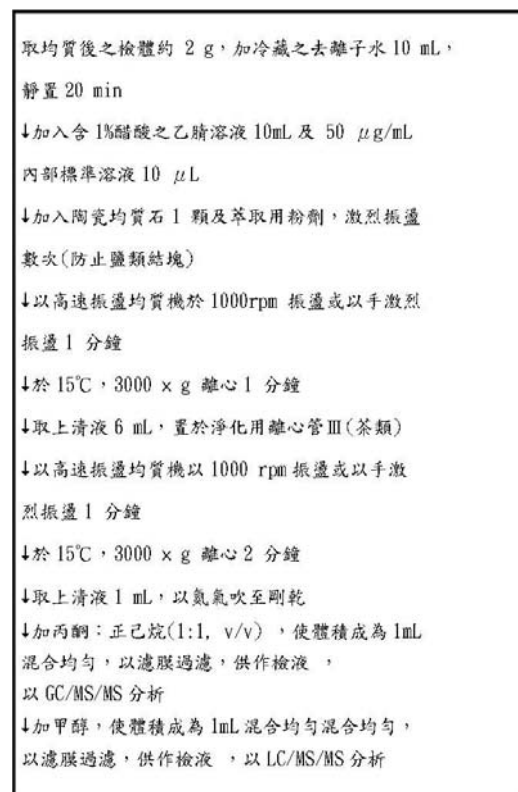 取均質後之檢體約 2 g，加冷藏之去離子水 10 mL，
靜置 20 min
↓加入含 1%醋酸之乙腈溶液 10mL 及 50 μg/mL
內部標準溶液 10 μL
↓加入陶瓷均質石 1 顆及萃取用粉劑，激烈振盪
數次(防止鹽類結塊)
↓以高速振盪均質機於 1000rpm 振盪或以手激烈
振盪 1 分鐘
↓於 15℃，3000 x g 離心 1 分鐘
↓取上清液 6 mL，置於淨化用離心管Ⅲ(茶類)
↓以高速振盪均質機以 1000 rpm 振盪或以手激
烈振盪 1 分鐘
↓於 15℃，3000 x g 離心 2 分鐘
↓取上清液 1 mL，以氮氣吹至剛乾
↓加丙酮：正己烷(1:1, v/v) ，使體積成為 1mL
混合均勻，以濾膜過濾，供作檢液 ，
以 GC/MS/MS 分析
↓加甲醇，使體積成為 1mL 混合均勻混合均勻，
以濾膜過濾，供作檢液 ，以 LC/MS/MS 分析